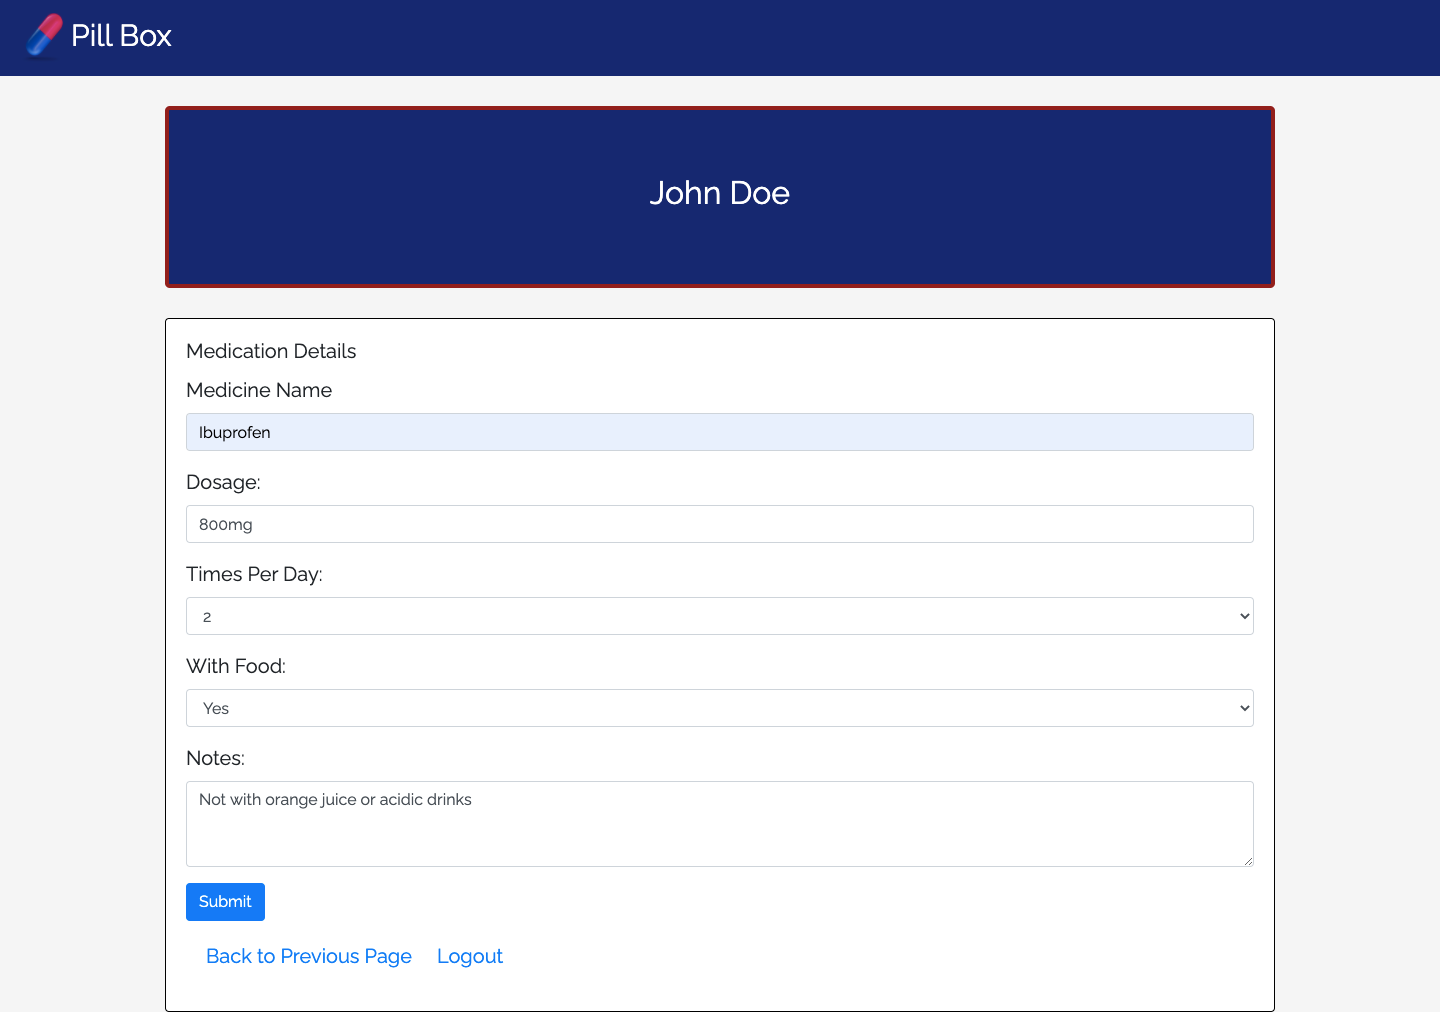 Pill Box
John Doe
Medication Details
Medicine Name
Ibuprofen
Dosage:
800mg
Times Per Day:
2
With Food:
Yes
Notes:
Not with orange juice or acidic drinks
Submit
Back to Previous Page Logout